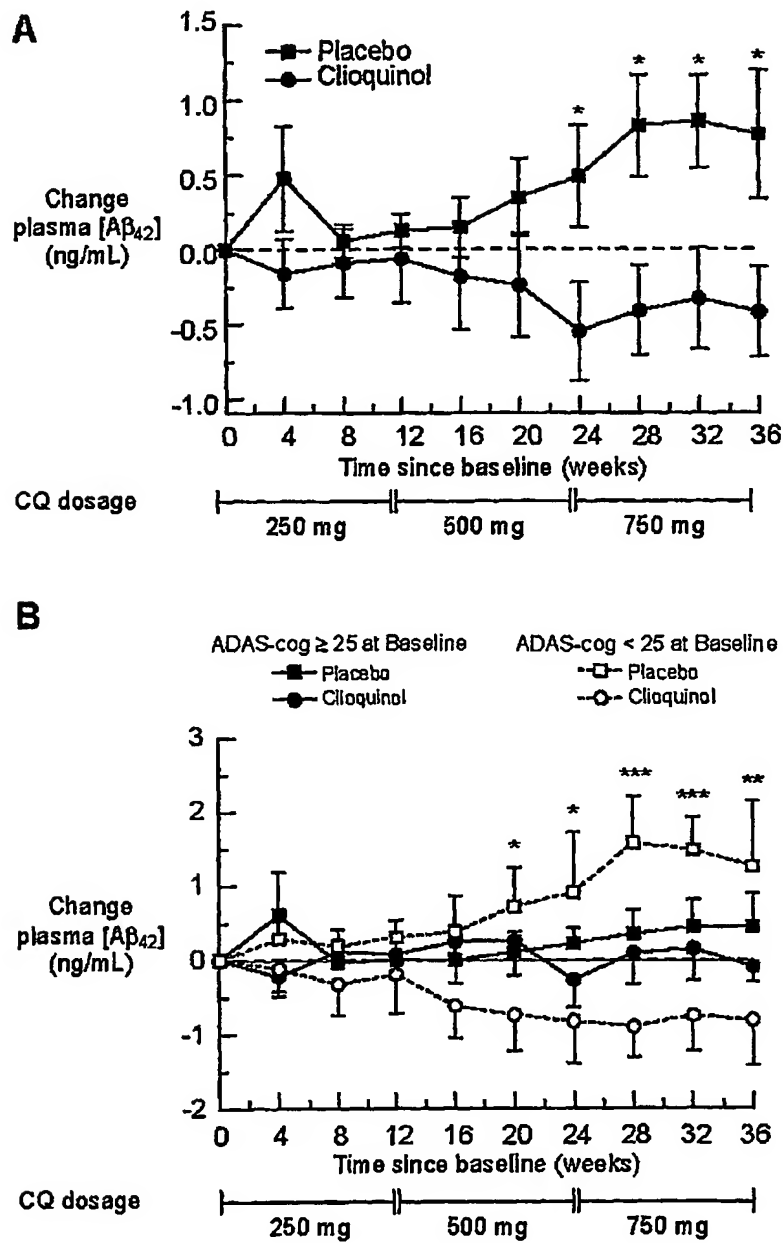 A
Placebo
Clioquinol
* * * *
Change
plasma [Aβ42]
(ng/mL)
1.5
1.0
0.5
0.0
-0.5
-1.0
0 4 8 12 16 20 24 28 32 36
Time since baseline (weeks)
CQ dosage
250 mg 500 mg 750 mg
B
ADAS-cog ≥ 25 at Baseline ADAS-cog < 25 at Baseline
Placebo Placebo
Clioquinol Clioquinol
* * *** *** **
Change
plasma [Aβ42]
(ng/mL)
3
2
1
0
-1
-2
0 4 8 12 16 20 24 28 32 36
Time since baseline (weeks)
CQ dosage
250 mg 500 mg 750 mg